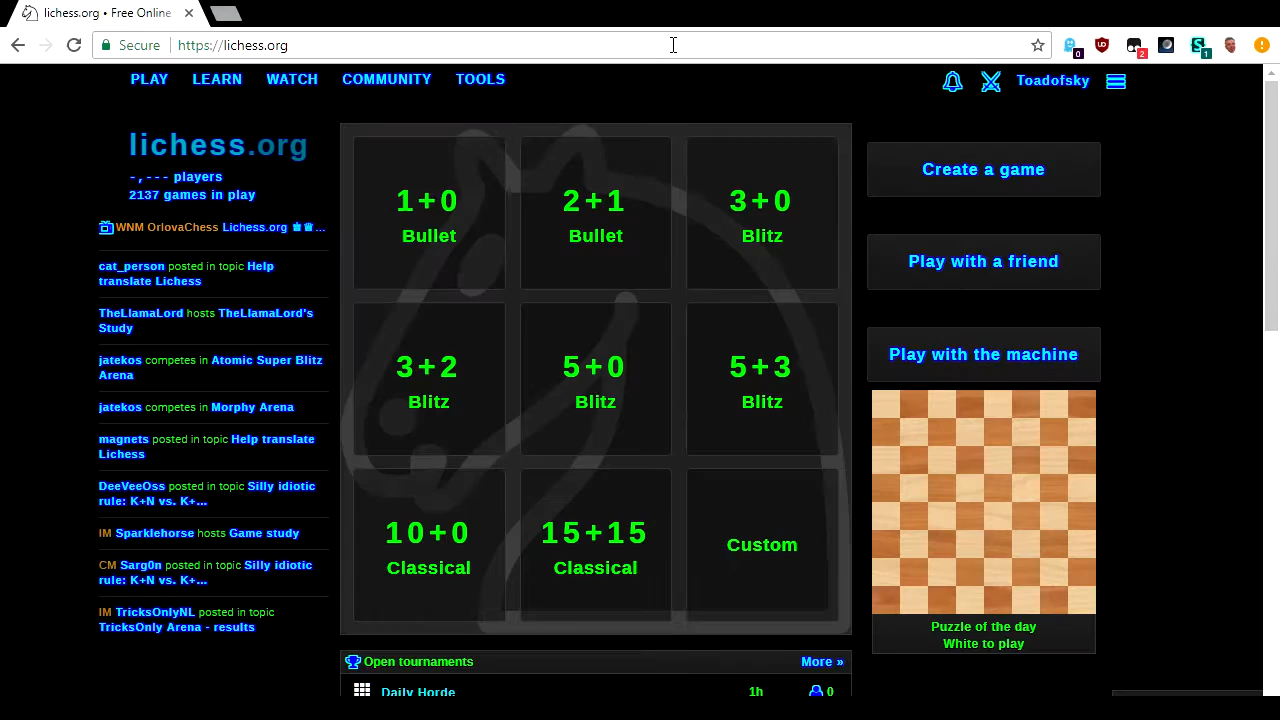 lichess.org • Free Online
Secure https://lichess.org
0 2 1
PLAY LEARN WATCH COMMUNITY TOOLS Toadofsky
lichess.org
-,--- players
2137 games in play
WNM OrlovaChess Lichess.org ...
cat_person posted in topic Help
translate Lichess
TheLlamaLord hosts TheLlamaLord's
Study
jatekos competes in Atomic Super Blitz
Arena
jatekos competes in Morphy Arena
magnets posted in topic Help translate
Lichess
DeeVeeOss posted in topic Silly idiotic
rule: K+N vs. K+...
IM Sparklehorse hosts Game study
CM Sarg0n posted in topic Silly idiotic
rule: K+N vs. K+...
IM TricksOnlyNL posted in topic
TricksOnly Arena - results
1+0
Bullet
2+1
Bullet
3+0
Blitz
3+2
Blitz
5+0
Blitz
5+3
Blitz
10+0
Classical
15+15
Classical
Custom
Open tournaments More »
Daily Horde 1h 0
Create a game
Play with a friend
Play with the machine
Puzzle of the day
White to play